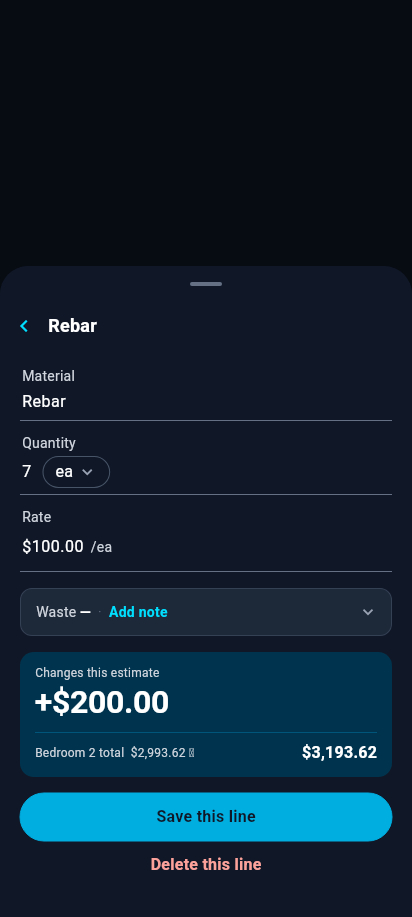 Rebar
Material
Rebar
Quantity
7 ea
Rate
$100.00 /ea
Waste — · Add note
Changes this estimate
+$200.00
Bedroom 2 total $2,993.62 $3,193.62
Save this line
Delete this line